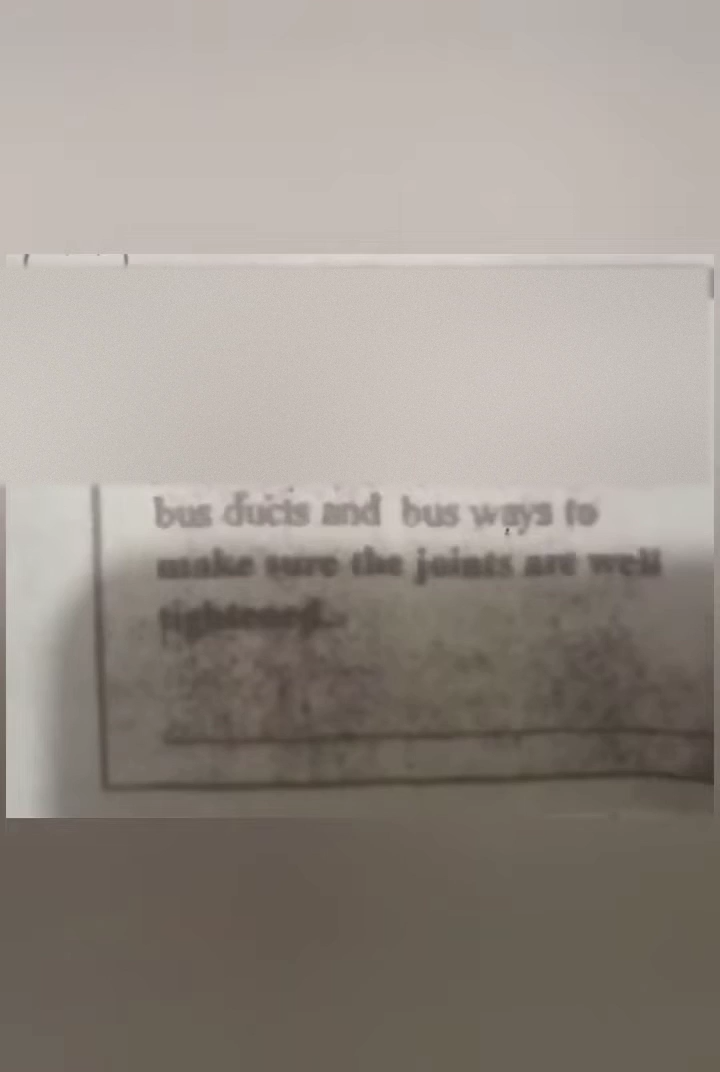 bus ducts and bus ways to
make sure the joints are well
tightened..